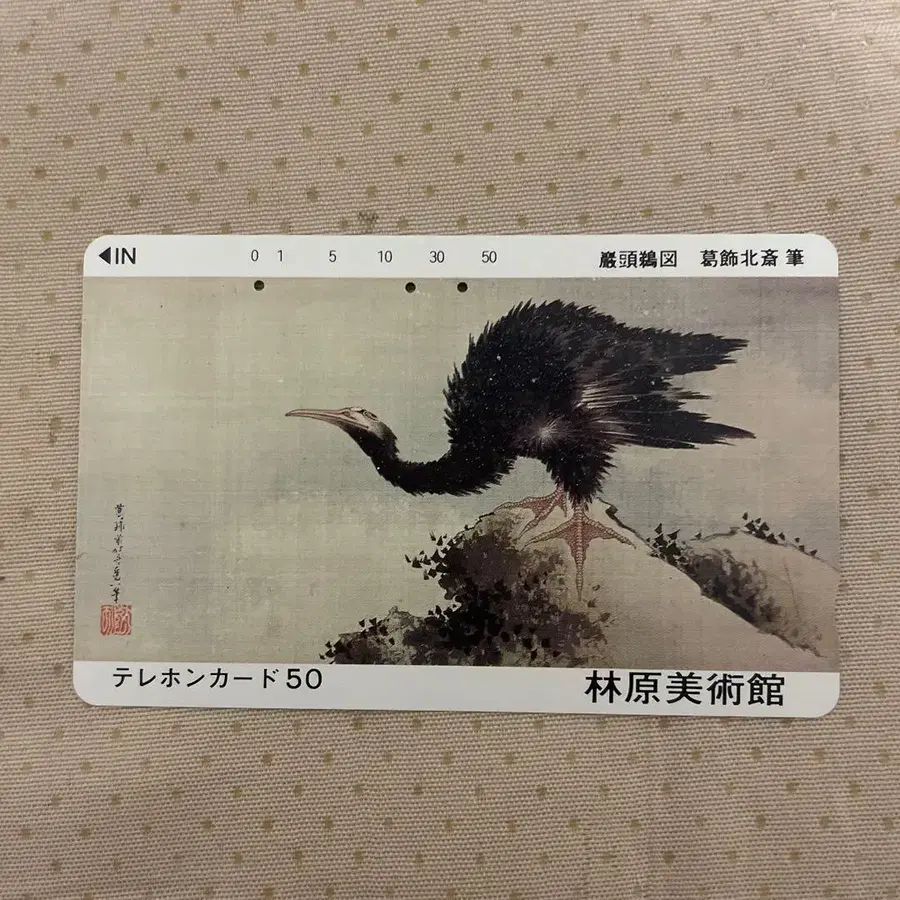 ◀IN 0 1 5 10 30 50 巖頭鵜図 葛飾北斎 筆
テレホンカード50 林原美術館